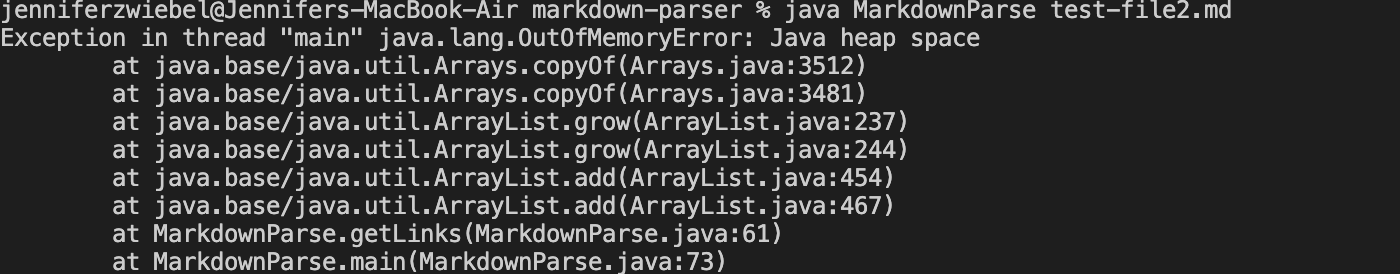 jenniferzwiebel@Jennifers-MacBook-Air markdown-parser % java MarkdownParse test-file2.md
Exception in thread "main" java.lang.OutOfMemoryError: Java heap space
        at java.base/java.util.Arrays.copyOf(Arrays.java:3512)
        at java.base/java.util.Arrays.copyOf(Arrays.java:3481)
        at java.base/java.util.ArrayList.grow(ArrayList.java:237)
        at java.base/java.util.ArrayList.grow(ArrayList.java:244)
        at java.base/java.util.ArrayList.add(ArrayList.java:454)
        at java.base/java.util.ArrayList.add(ArrayList.java:467)
        at MarkdownParse.getLinks(MarkdownParse.java:61)
        at MarkdownParse.main(MarkdownParse.java:73)